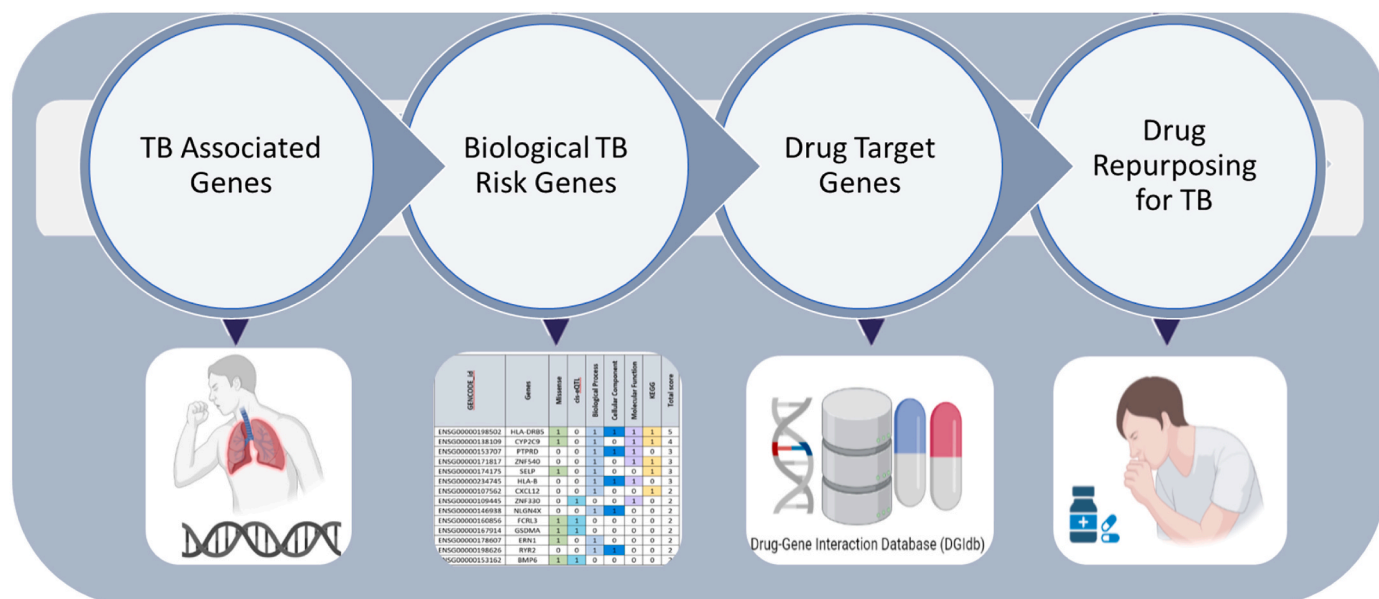 TB Associated
Genes
Biological TB
Risk Genes
Drug Target
Genes
Drug
Repurposing
for TB
GENCODE_id Genes Missense cis-eQTL Biological Process Cellular Component Molecular Function KEGG Total score
ENSG00000198502 HLA-DRB5 1 0 1 1 1 1 5
ENSG00000138109 CYP2C9 1 0 1 0 1 1 4
ENSG00000153707 PTPRD 0 0 1 1 1 0 3
ENSG00000171817 ZNF540 0 0 1 0 1 1 3
ENSG00000174175 SELP 1 0 1 0 0 1 3
ENSG00000234745 HLA-B 0 0 1 1 1 0 3
ENSG00000107562 CXCL12 0 0 1 0 0 1 2
ENSG00000109445 ZNF330 0 1 0 0 1 0 2
ENSG00000146938 NLGN4X 0 0 1 1 0 0 2
ENSG00000160856 FCRL3 1 1 0 0 0 0 2
ENSG00000167914 GSDMA 1 1 0 0 0 0 2
ENSG00000178607 ERN1 1 0 1 0 0 0 2
ENSG00000198626 RYR2 0 0 1 1 0 0 2
ENSG00000153162 BMP6 1 1 0 0 0 0
Drug-Gene Interaction Database (DGIdb)